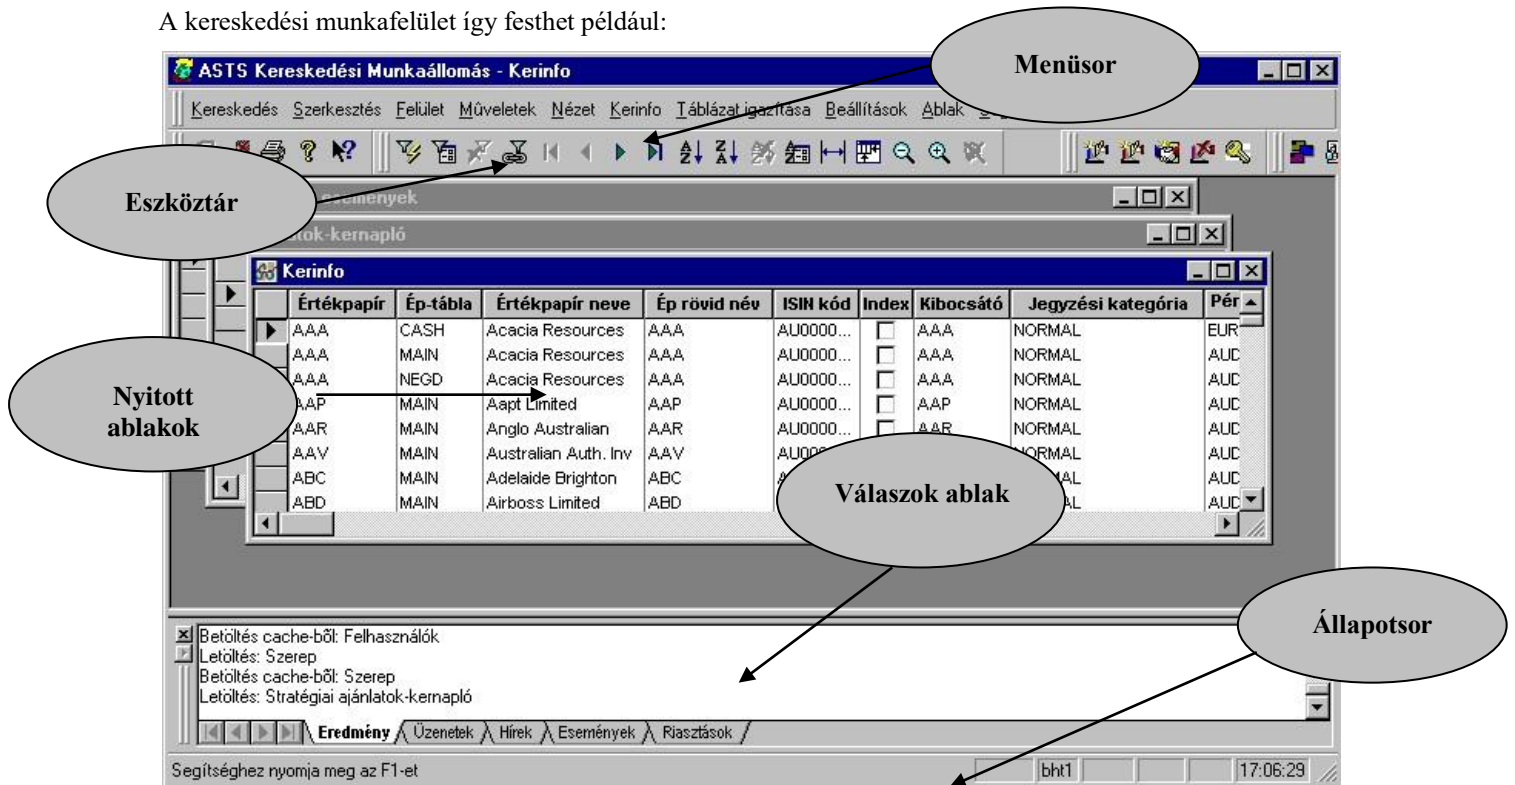 A kereskedési munkafelület így festhet például:
Menüsor
ASTS Kereskedési Munkaállomás - Kerinfo
Kereskedés Szerkesztés Felület Mûveletek Nézet Kerinfo Táblázat igazítása Beállítások Ablak
Eszköztár
események
tok-kernapló
Kerinfo
Értékpapír Ép-tábla Értékpapír neve Ép rövid név ISIN kód Index Kibocsátó Jegyzési kategória Pér
AAA CASH Acacia Resources AAA AU0000... AAA NORMAL EUR
AAA MAIN Acacia Resources AAA AU0000... AAA NORMAL AUD
AAA NEGD Acacia Resources AAA AU0000... AAA NORMAL AUD
AAP MAIN Aapt Limited AAP AU0000... AAP NORMAL AUD
AAR MAIN Anglo Australian AAR AU0000... AAR NORMAL AUD
AAV MAIN Australian Auth. Inv AAV AU0000... NORMAL AUD
ABC MAIN Adelaide Brighton ABC AUD
ABD MAIN Airboss Limited ABD AUD
Nyitott
ablakok
Válaszok ablak
Állapotsor
Betöltés cache-bõl: Felhasználók
Letöltés: Szerep
Betöltés cache-bõl: Szerep
Letöltés: Stratégiai ajánlatok-kernapló
Eredmény Üzenetek Hírek Események Riasztások
Segítséghez nyomja meg az F1-et bht1 17:06:29